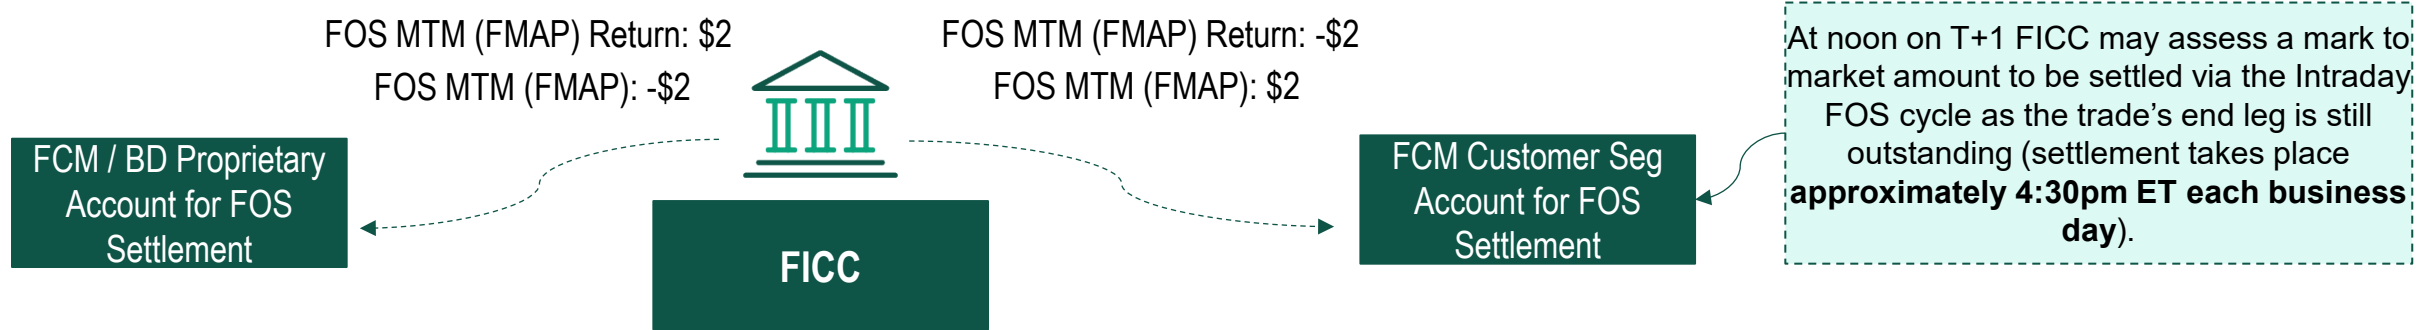 FOS MTM (FMAP) Return: $2
FOS MTM (FMAP): -$2
FOS MTM (FMAP) Return: -$2
FOS MTM (FMAP): $2
FCM / BD Proprietary
Account for FOS
Settlement
FICC
FCM Customer Seg
Account for FOS
Settlement
At noon on T+1 FICC may assess a mark to
market amount to be settled via the Intraday
FOS cycle as the trade’s end leg is still
outstanding (settlement takes place
approximately 4:30pm ET each business
day).